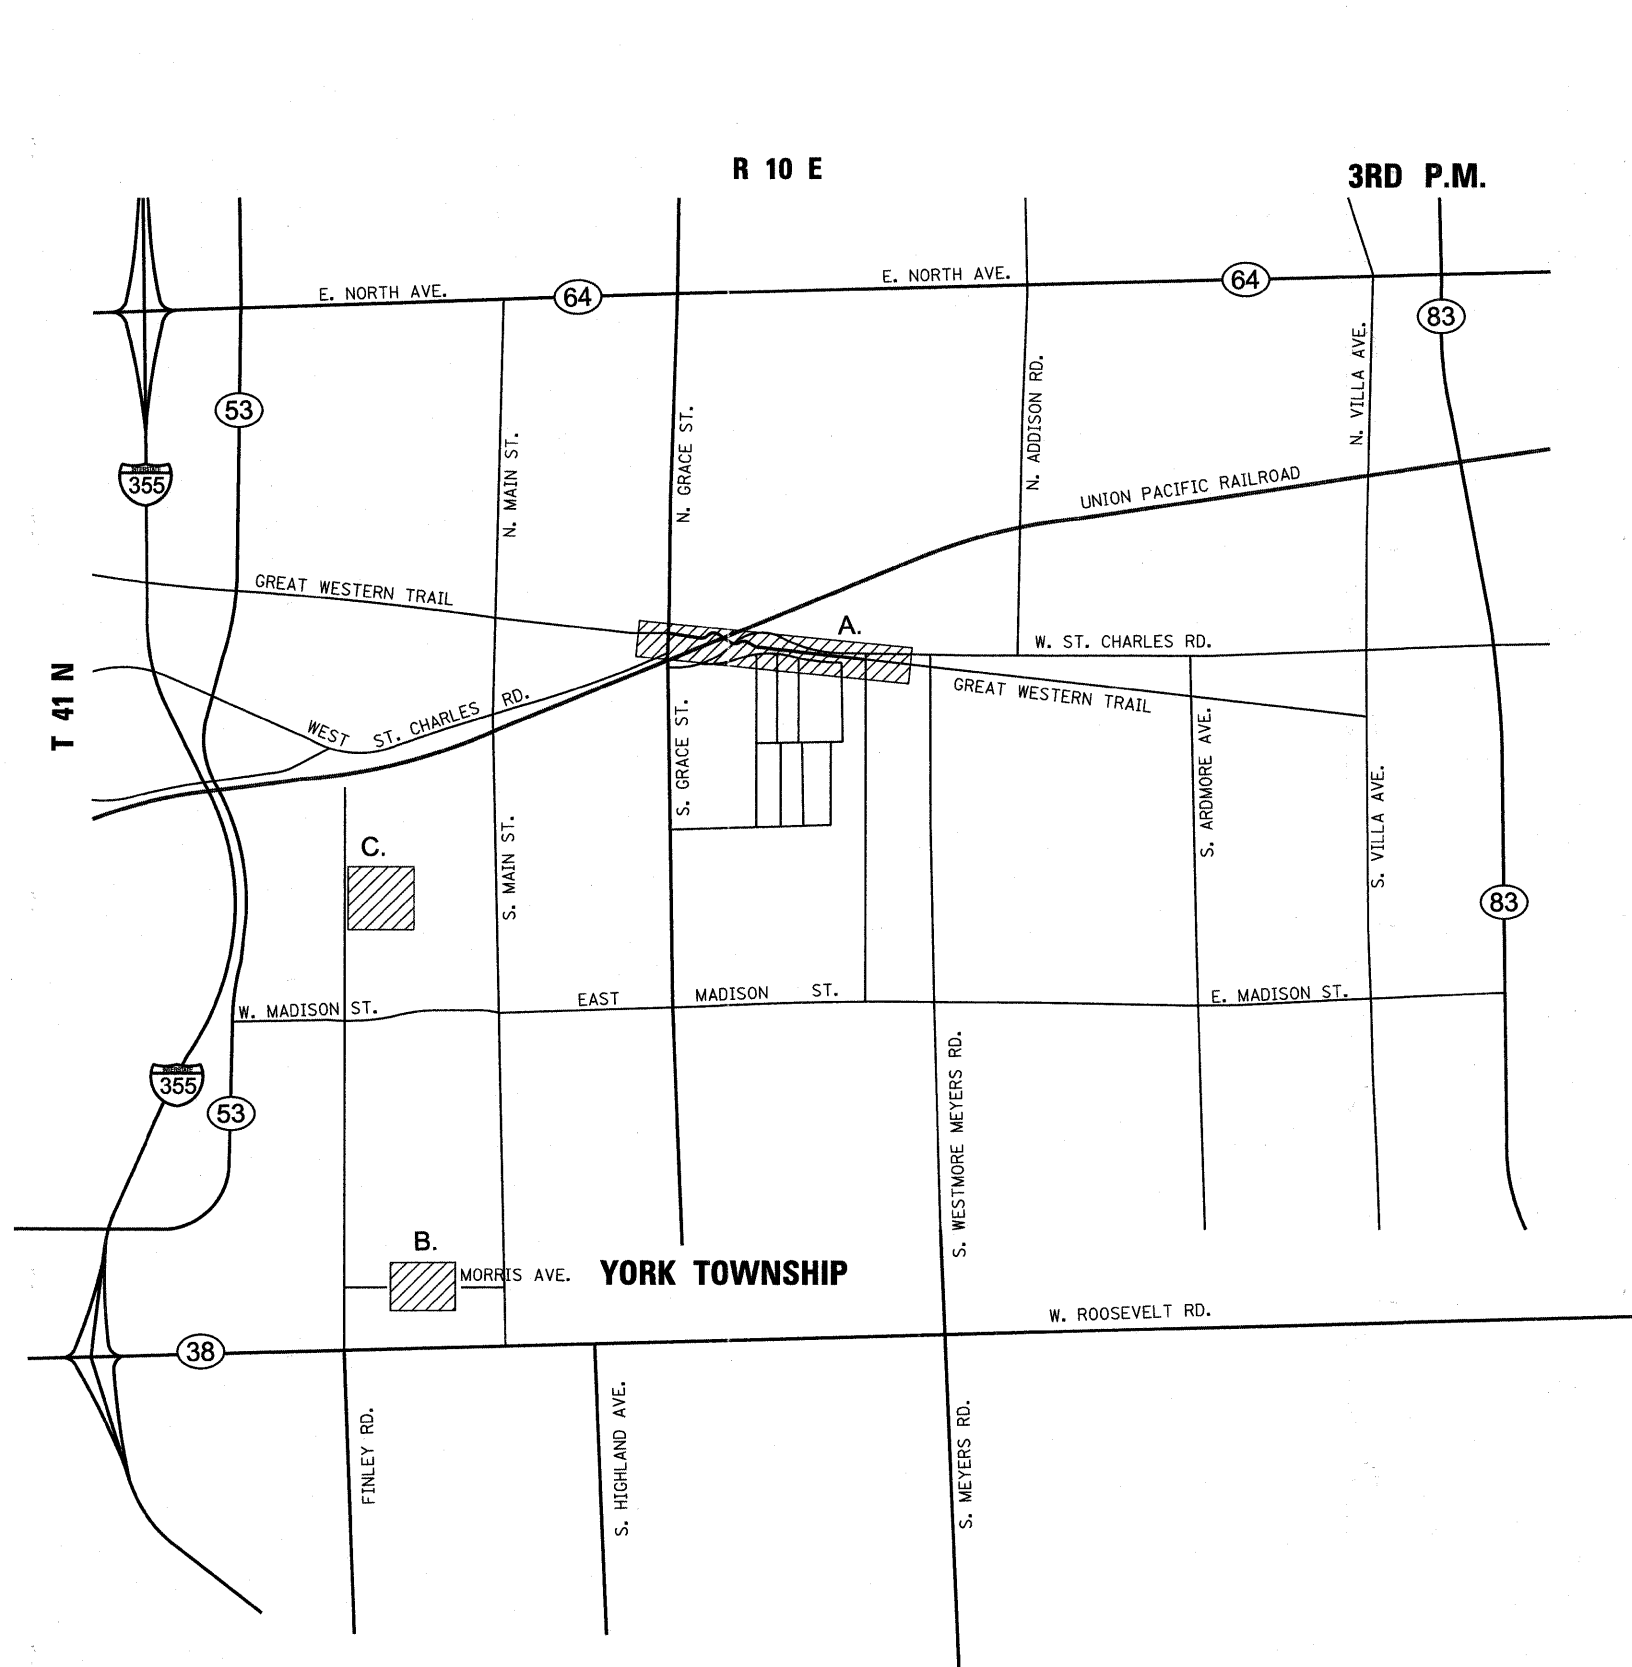 R 10 E
3RD P.M.
E. NORTH AVE.
64
E. NORTH AVE.
64
83
53
N. MAIN ST.
N. GRACE ST.
N. ADDISON RD.
N. VILLA AVE.
355
UNION PACIFIC RAILROAD
GREAT WESTERN TRAIL
A.
W. ST. CHARLES RD.
GREAT WESTERN TRAIL
T 41 N
WEST ST. CHARLES RD.
S. GRACE ST.
S. ARDMORE AVE.
S. VILLA AVE.
C.
S. MAIN ST.
83
W. MADISON ST.
EAST MADISON ST.
E. MADISON ST.
355
53
S. WESTMORE MEYERS RD.
B.
MORRIS AVE.
YORK TOWNSHIP
W. ROOSEVELT RD.
38
FINLEY RD.
S. HIGHLAND AVE.
S. MEYERS RD.